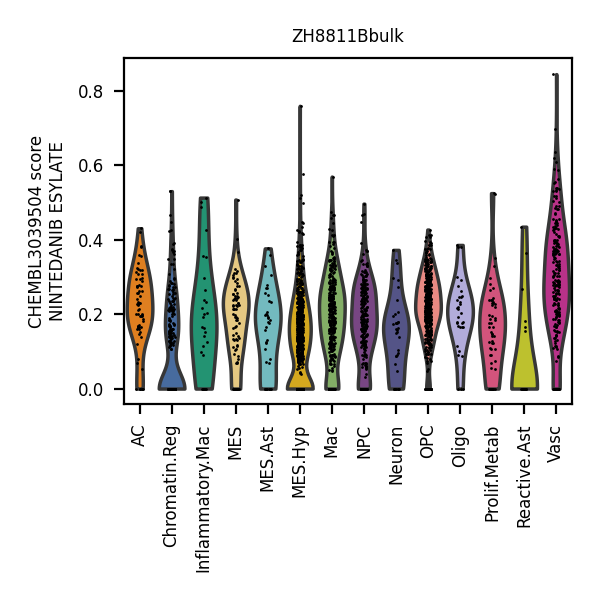 ZH8811Bbulk
CHEMBL3039504 score
NINTEDANIB ESYLATE
0.8
0.6
0.4
0.2
0.0
AC
Chromatin.Reg
Inflammatory.Mac
MES
MES.Ast
MES.Hyp
Mac
NPC
Neuron
OPC
Oligo
Prolif.Metab
Reactive.Ast
Vasc